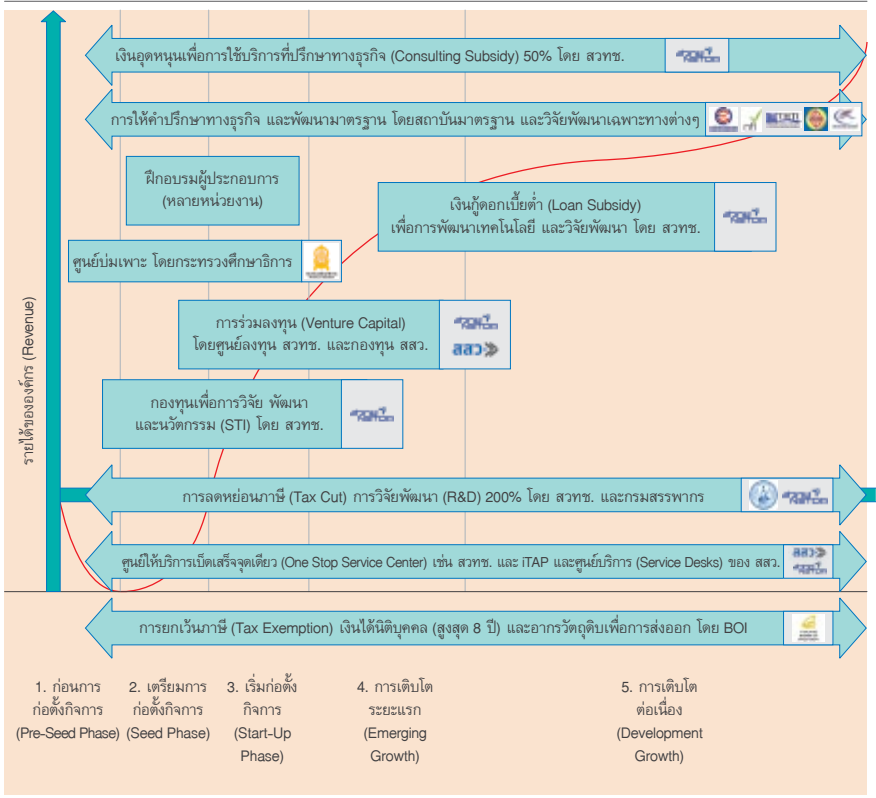 เงินอุดหนุนเพื่อการใช้บริการที่ปรึกษาทางธุรกิจ (Consulting Subsidy) 50% โดย สวทช.
การให้คำปรึกษาทางธุรกิจ และพัฒนามาตรฐาน โดยสถาบันมาตรฐาน และวิจัยพัฒนาเฉพาะทางต่างๆ
ฝึกอบรมผู้ประกอบการ
(หลายหน่วยงาน)
เงินกู้ดอกเบี้ยต่ำ (Loan Subsidy)
เพื่อการพัฒนาเทคโนโลยี และวิจัยพัฒนา โดย สวทช.
ศูนย์บ่มเพาะ โดยกระทรวงศึกษาธิการ
การร่วมลงทุน (Venture Capital)
โดยศูนย์ลงทุน สวทช. และกองทุน สสว.
สสว
กองทุนเพื่อการวิจัย พัฒนา
และนวัตกรรม (STI) โดย สวทช.
รายได้ขององค์กร (Revenue)
การลดหย่อนภาษี (Tax Cut) การวิจัยพัฒนา (R&D) 200% โดย สวทช. และกรมสรรพากร
ศูนย์ให้บริการเบ็ดเสร็จจุดเดียว (One Stop Service Center) เช่น สวทช. และ iTAP และศูนย์บริการ (Service Desks) ของ สสว.
สสว
การยกเว้นภาษี (Tax Exemption) เงินได้นิติบุคคล (สูงสุด 8 ปี) และอากรวัตถุดิบเพื่อการส่งออก โดย BOI
1. ก่อนการ
ก่อตั้งกิจการ
(Pre-Seed Phase)
2. เตรียมการ
ก่อตั้งกิจการ
(Seed Phase)
3. เริ่มก่อตั้ง
กิจการ
(Start-Up
Phase)
4. การเติบโต
ระยะแรก
(Emerging
Growth)
5. การเติบโต
ต่อเนื่อง
(Development
Growth)